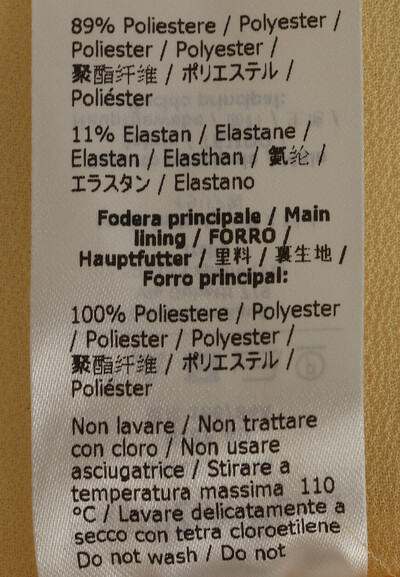 89% Poliestere / Polyester /
Poliester / Polyester /
聚酯纤维 / ポリエステル /
Poliéster
11% Elastan / Elastane /
Elastan / Elasthan / 氨纶 /
エラスタン / Elastano
Fodera principale / Main
lining / FORRO /
Hauptfutter / 里料 / 裏生地 /
Forro principal:
100% Poliestere / Polyester
/ Poliester / Polyester /
聚酯纤维 / ポリエステル /
Poliéster
Non lavare / Non trattare
con cloro / Non usare
asciugatrice / Stirare a
temperatura massima 110
°C / Lavare delicatamente a
secco con tetra cloroetilene
Do not wash / Do not